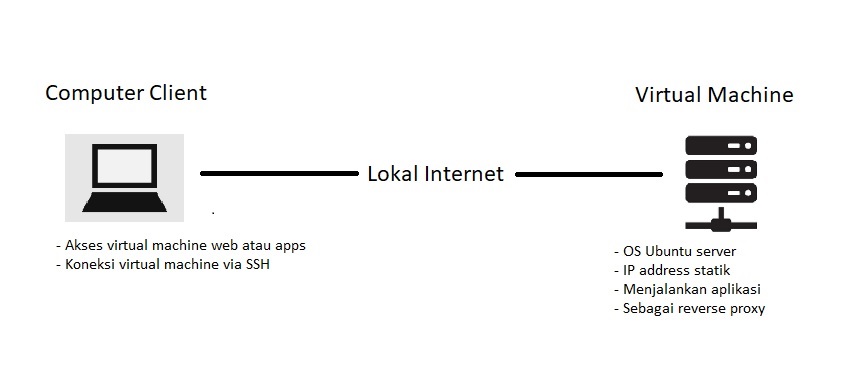 Computer Client
Virtual Machine
Lokal Internet
- Akses virtual machine web atau apps
- Koneksi virtual machine via SSH
- OS Ubuntu server
- IP address statik
- Menjalankan aplikasi
- Sebagai reverse proxy